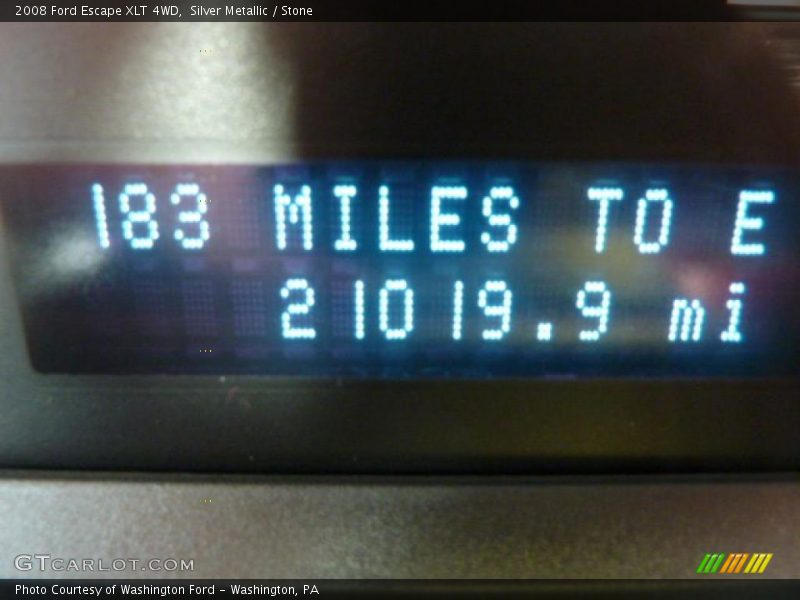 2008 Ford Escape XLT 4WD, Silver Metallic / Stone
183 MILES TO E
21019.9 mi
GTCARLOT.COM
Photo Courtesy of Washington Ford - Washington, PA